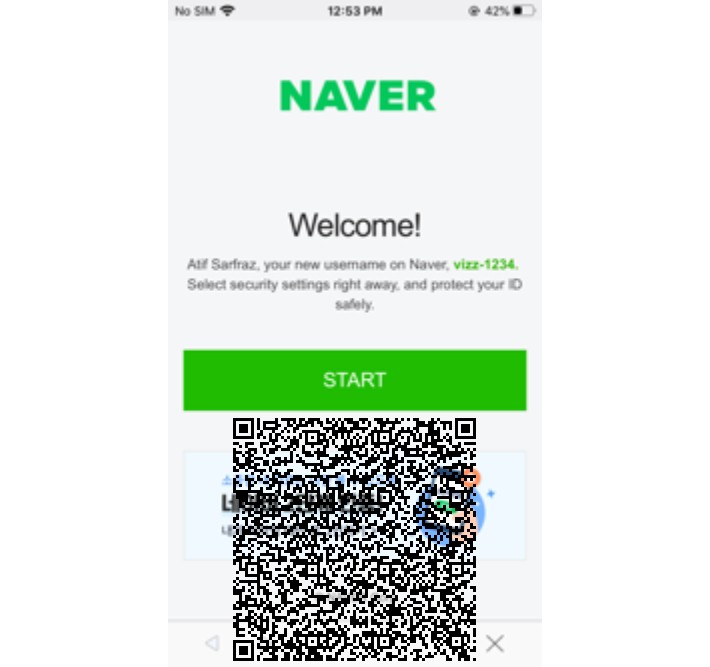 No SIM 12:53 PM 42%
NAVER
Welcome!
Atif Sarfraz, your new username on Naver, vizz-1234.
Select security settings right away, and protect your ID
safely.
START